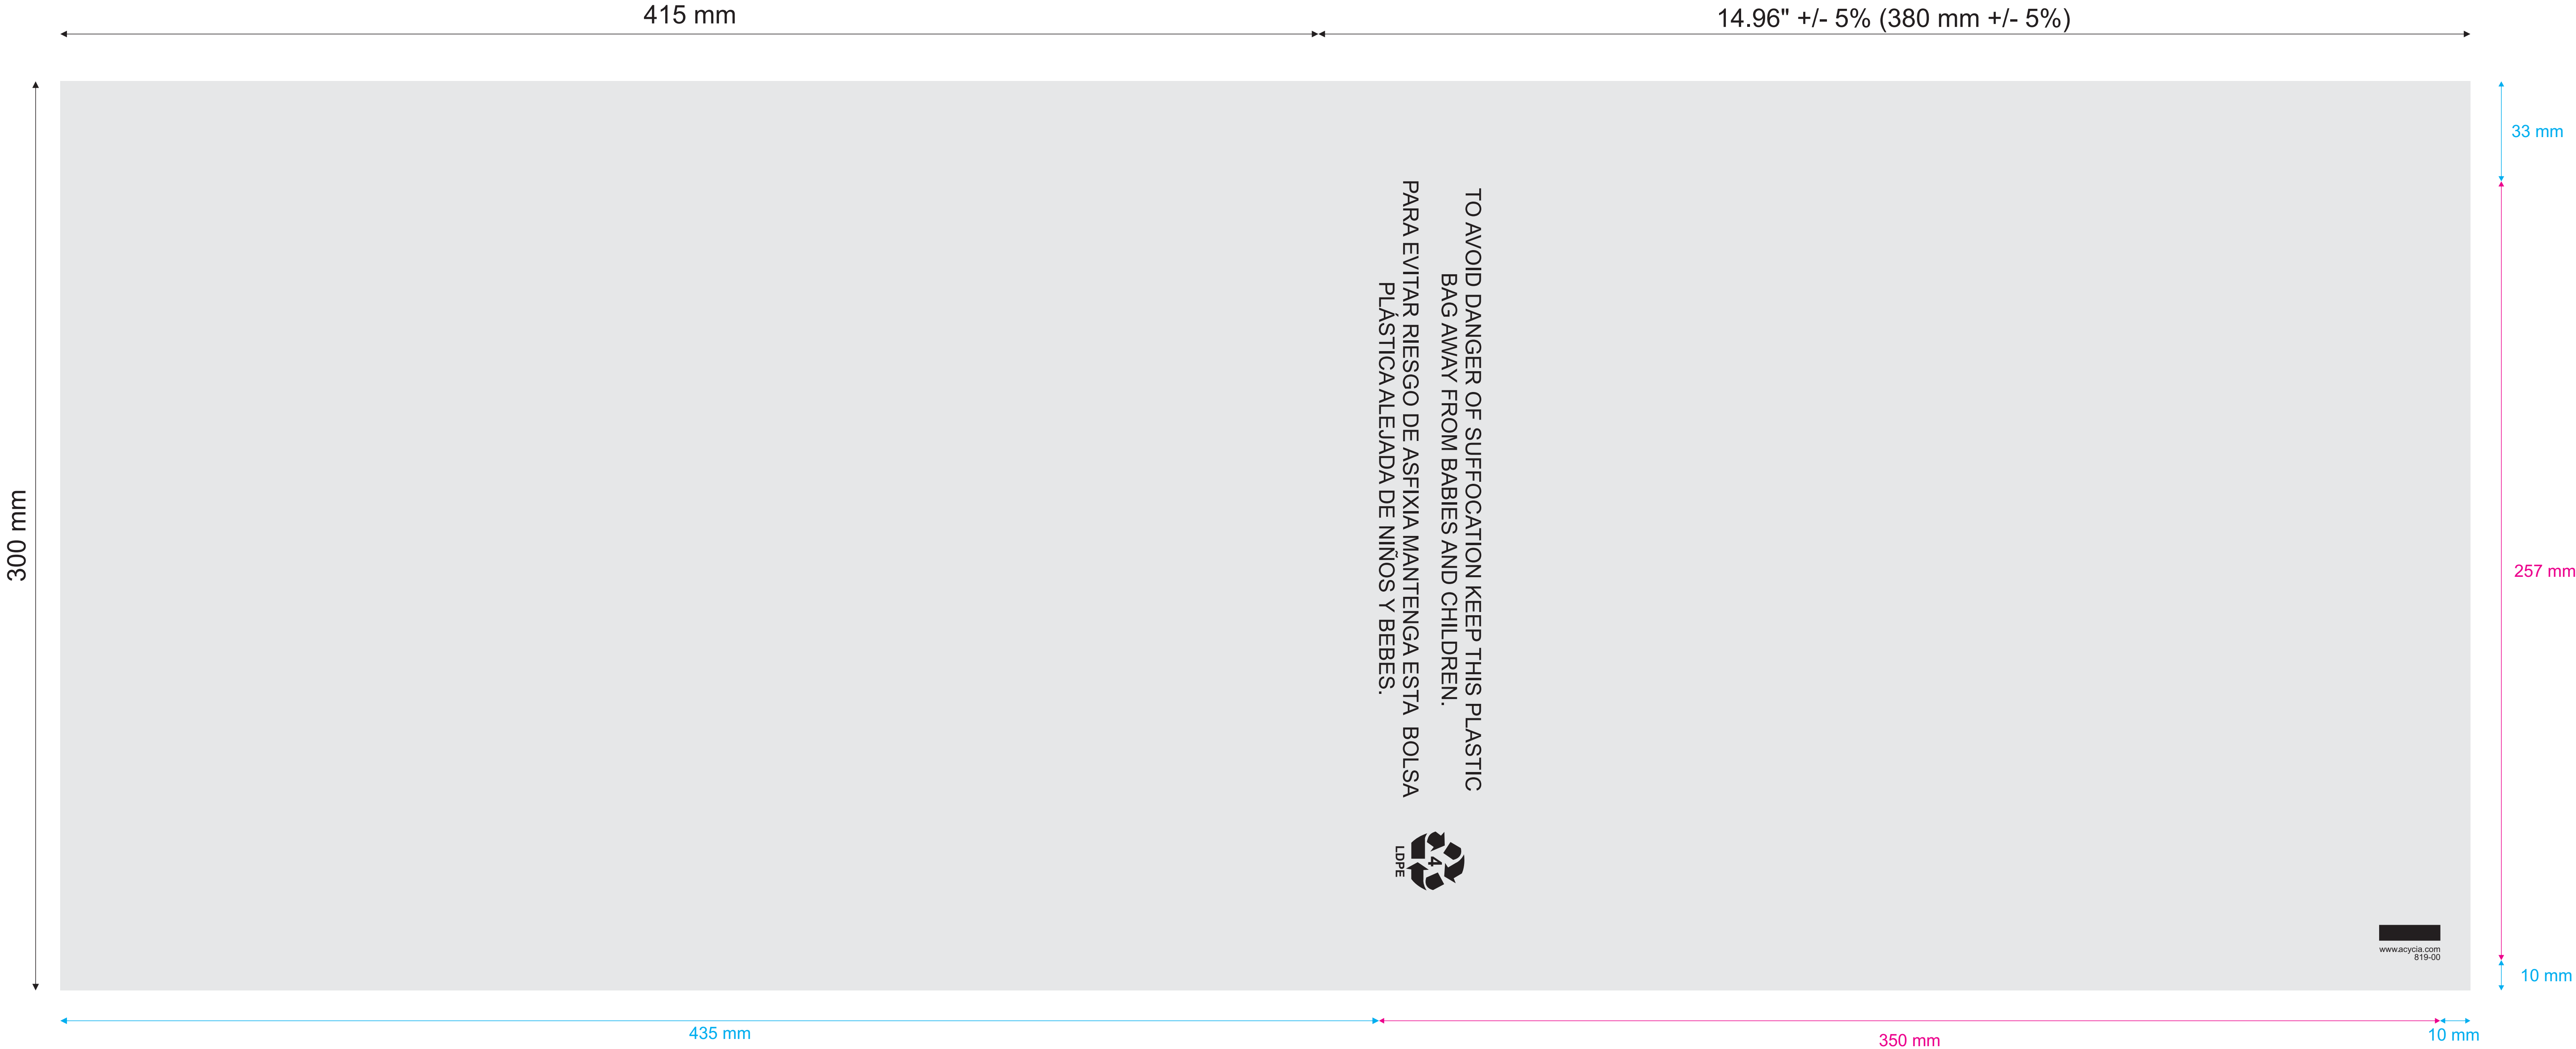 415 mm
14.96" +/- 5% (380 mm +/- 5%)
300 mm
33 mm
257 mm
10 mm
TO AVOID DANGER OF SUFFOCATION KEEP THIS PLASTIC
BAG AWAY FROM BABIES AND CHILDREN.
PARA EVITAR RIESGO DE ASFIXIA MANTENGA ESTA BOLSA
PLÁSTICA ALEJADA DE NIÑOS Y BEBES.
4
LDPE
www.acycia.com
819-00
435 mm
350 mm
10 mm